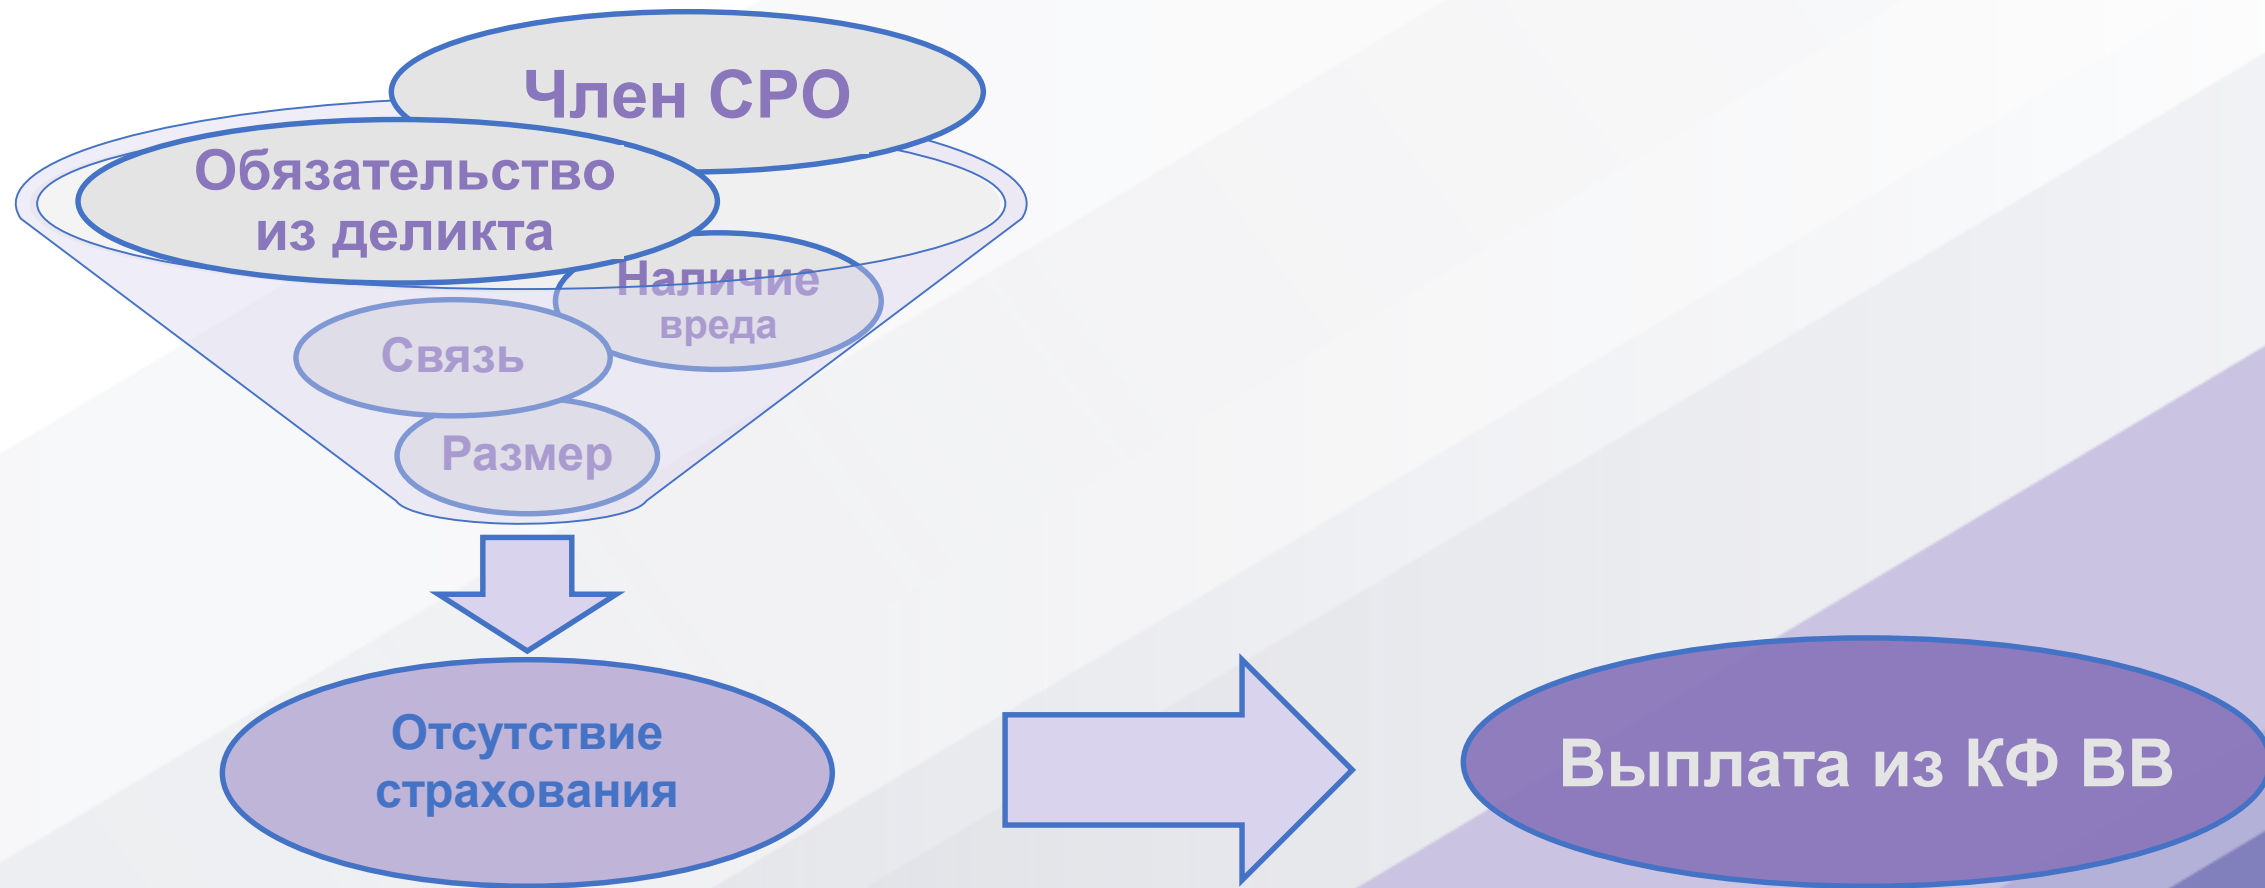 Член СРО
Обязательство
из деликта
Наличие
вреда
Связь
Размер
Отсутствие
страхования
Выплата из КФ ВВ